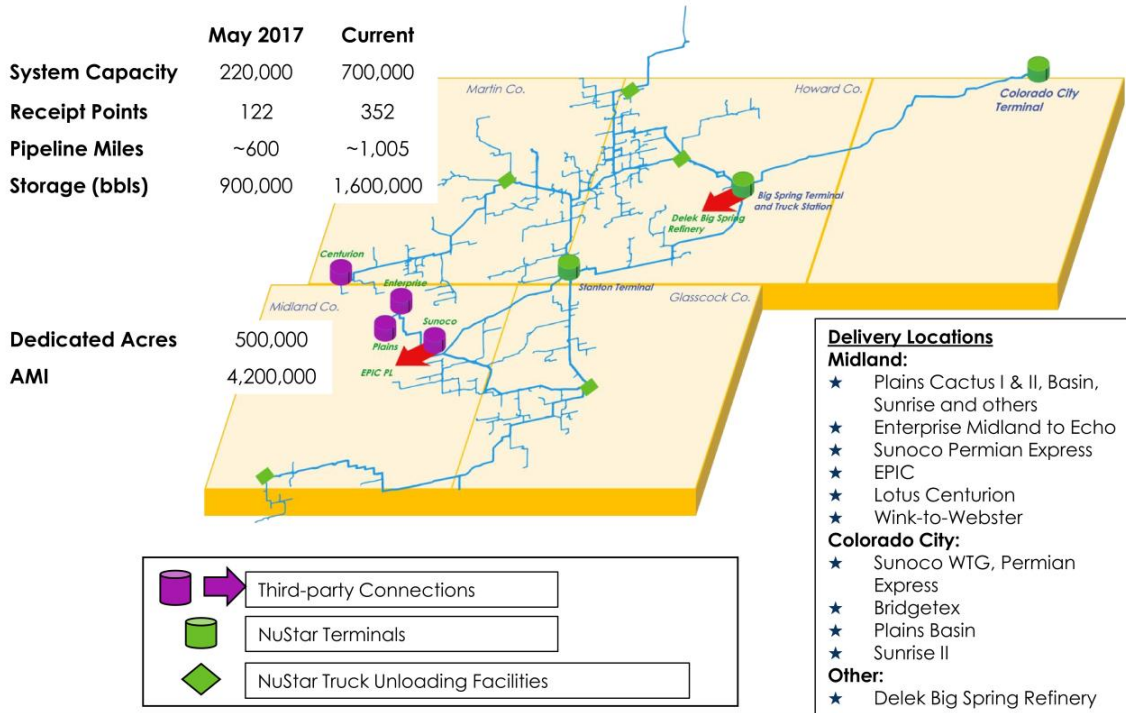 May 2017 Current
System Capacity 220,000 700,000
Receipt Points 122 352
Pipeline Miles ~600 ~1,005
Storage (bbls) 900,000 1,600,000
Dedicated Acres 500,000
AMI 4,200,000
Martin Co.
Howard Co.
Colorado City
Terminal
Big Spring Terminal
and Truck Station
Delek Big Spring
Refinery
Centurion
Enterprise
Stanton Terminal
Midland Co.
Glasscock Co.
Plains
Sunoco
EPIC PL
Delivery Locations
Midland:
★ Plains Cactus I & II, Basin,
Sunrise and others
★ Enterprise Midland to Echo
★ Sunoco Permian Express
★ EPIC
★ Lotus Centurion
★ Wink-to-Webster
Colorado City:
★ Sunoco WTG, Permian
Express
★ Bridgetex
★ Plains Basin
★ Sunrise II
Other:
★ Delek Big Spring Refinery
Third-party Connections
NuStar Terminals
NuStar Truck Unloading Facilities